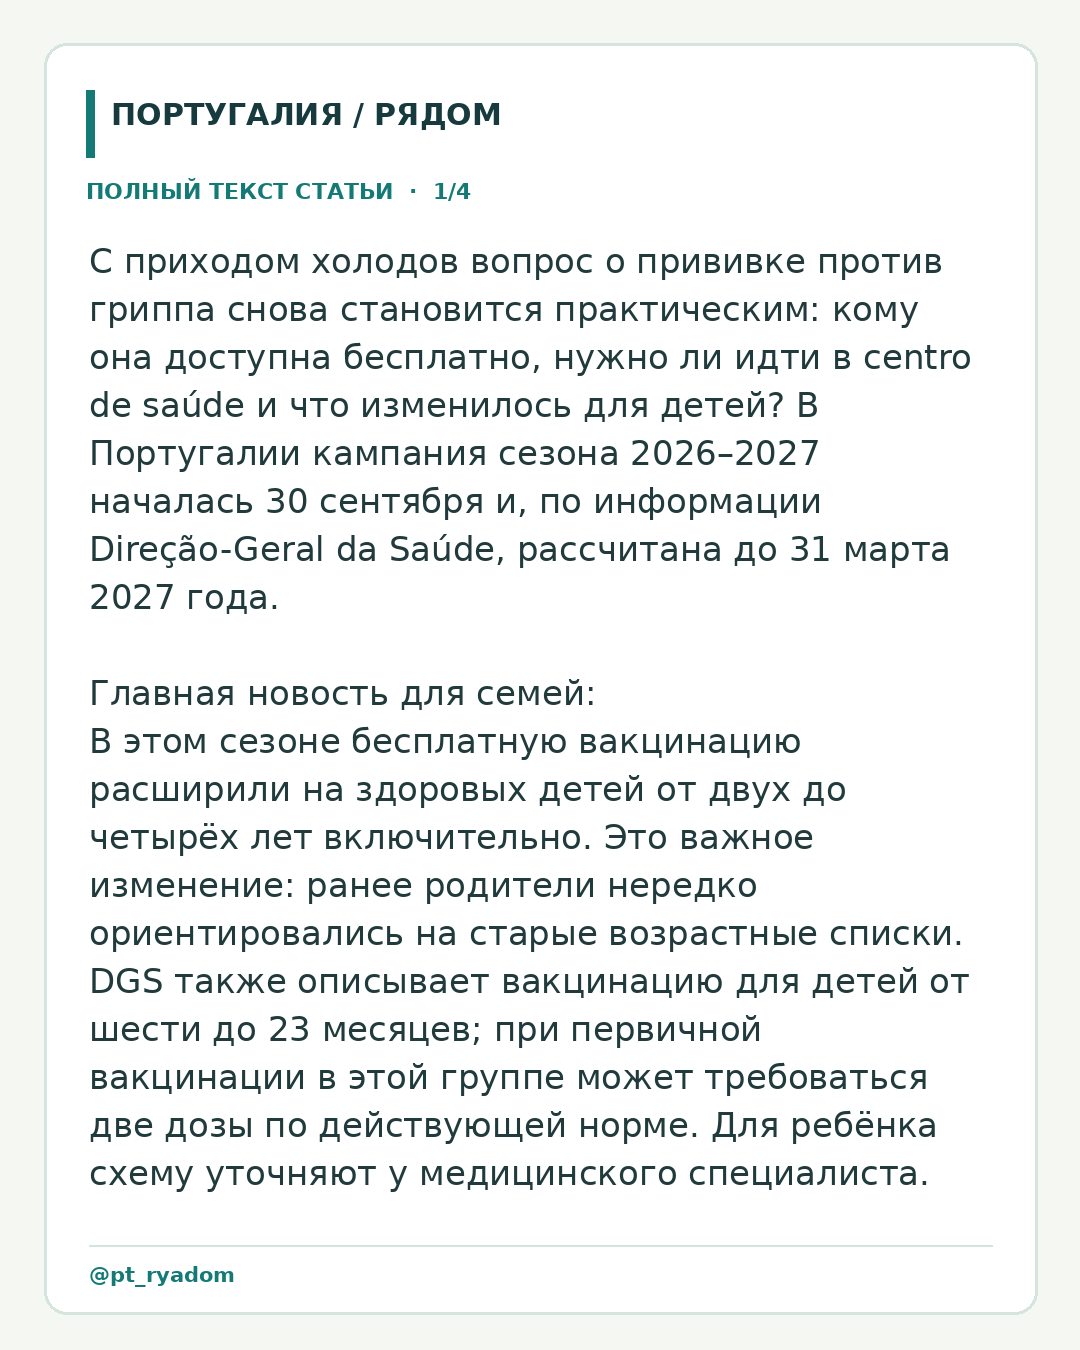 ПОРТУГАЛИЯ / РЯДОМ
ПОЛНЫЙ ТЕКСТ СТАТЬИ · 1/4
С приходом холодов вопрос о прививке против
гриппа снова становится практическим: кому
она доступна бесплатно, нужно ли идти в centro
de saúde и что изменилось для детей? В
Португалии кампания сезона 2026–2027
началась 30 сентября и, по информации
Direção-Geral da Saúde, рассчитана до 31 марта
2027 года.
Главная новость для семей:
В этом сезоне бесплатную вакцинацию
расширили на здоровых детей от двух до
четырёх лет включительно. Это важное
изменение: ранее родители нередко
ориентировались на старые возрастные списки.
DGS также описывает вакцинацию для детей от
шести до 23 месяцев; при первичной
вакцинации в этой группе может требоваться
две дозы по действующей норме. Для ребёнка
схему уточняют у медицинского специалиста.
@pt_ryadom